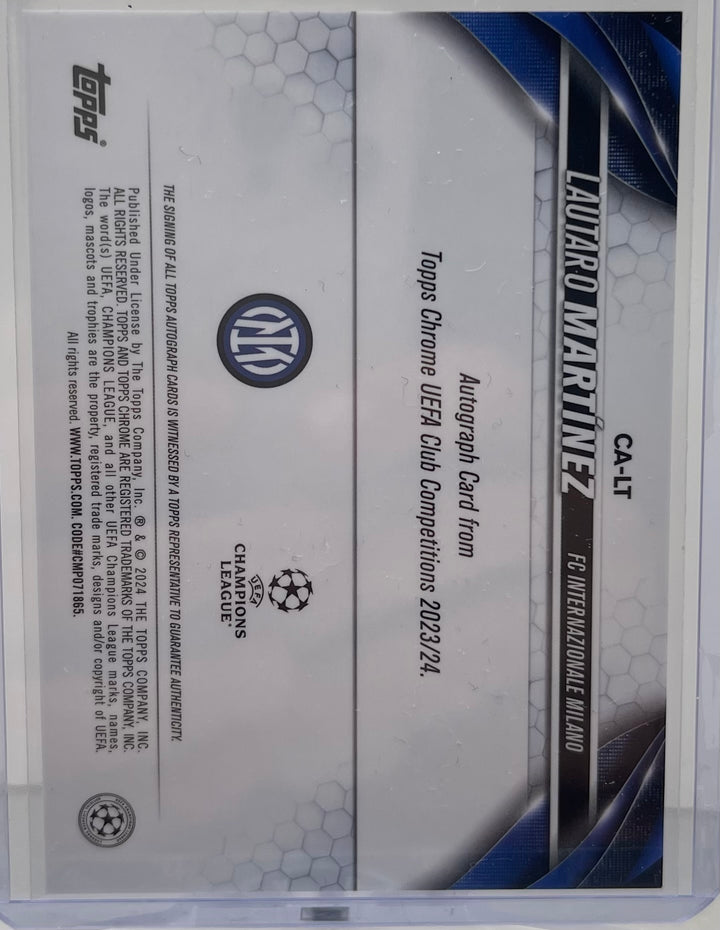 CA-LT
LAUTARO MARTÍNEZ FC INTERNAZIONALE MILANO
Autograph Card from
Topps Chrome UEFA Club Competitions 2023/24.
UEFA
CHAMPIONS
LEAGUE®
THE SIGNING OF ALL TOPPS AUTOGRAPH CARDS IS WITNESSED BY A TOPPS REPRESENTATIVE TO GUARANTEE AUTHENTICITY.
topps®
Published Under License by The Topps Company, Inc. ® & © 2024 THE TOPPS COMPANY, INC.
ALL RIGHTS RESERVED. TOPPS AND TOPPS CHROME ARE REGISTERED TRADEMARKS OF THE TOPPS COMPANY, INC.
The word(s) UEFA, CHAMPIONS LEAGUE, and all other UEFA Champions League marks, names,
logos, mascots and trophies are the property, registered trade marks, designs and/or copyright of UEFA.
All rights reserved. WWW.TOPPS.COM. CODE#CMP071865.